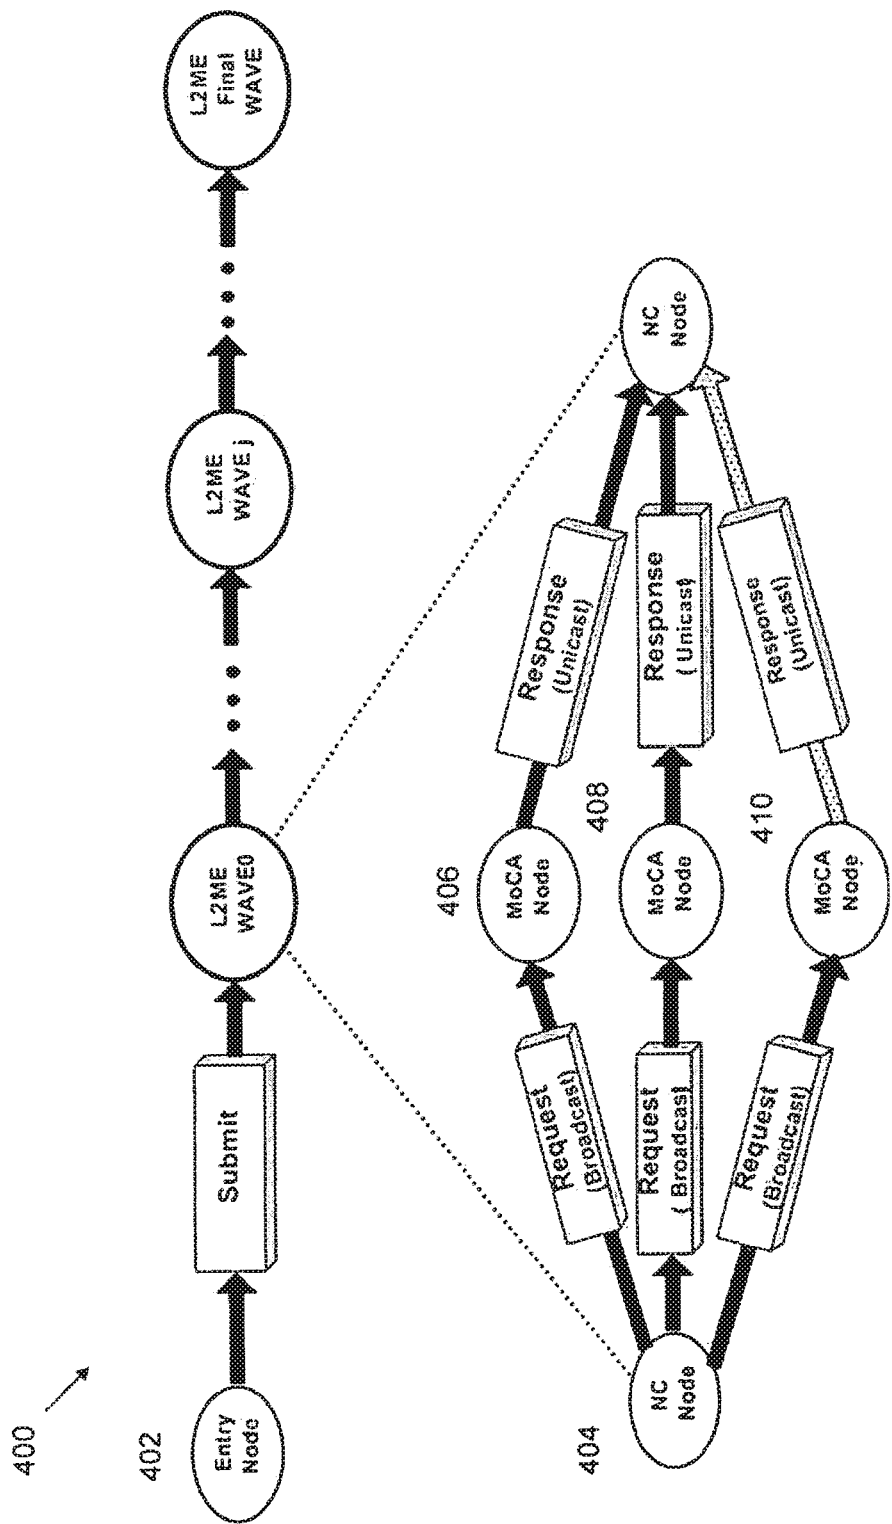 400
402
Entry
Node
Submit
L2ME
WAVE0
L2ME
WAVE j
L2ME
Final
WAVE
404
NC
Node
Request
(Broadcast)
Request
( Broadcast
Request
(Broadcast)
406
MoCA
Node
408
MoCA
Node
410
MoCA
Node
Response
(Unicast)
Response
( Unicast)
Response
(Unicast)
NC
Node